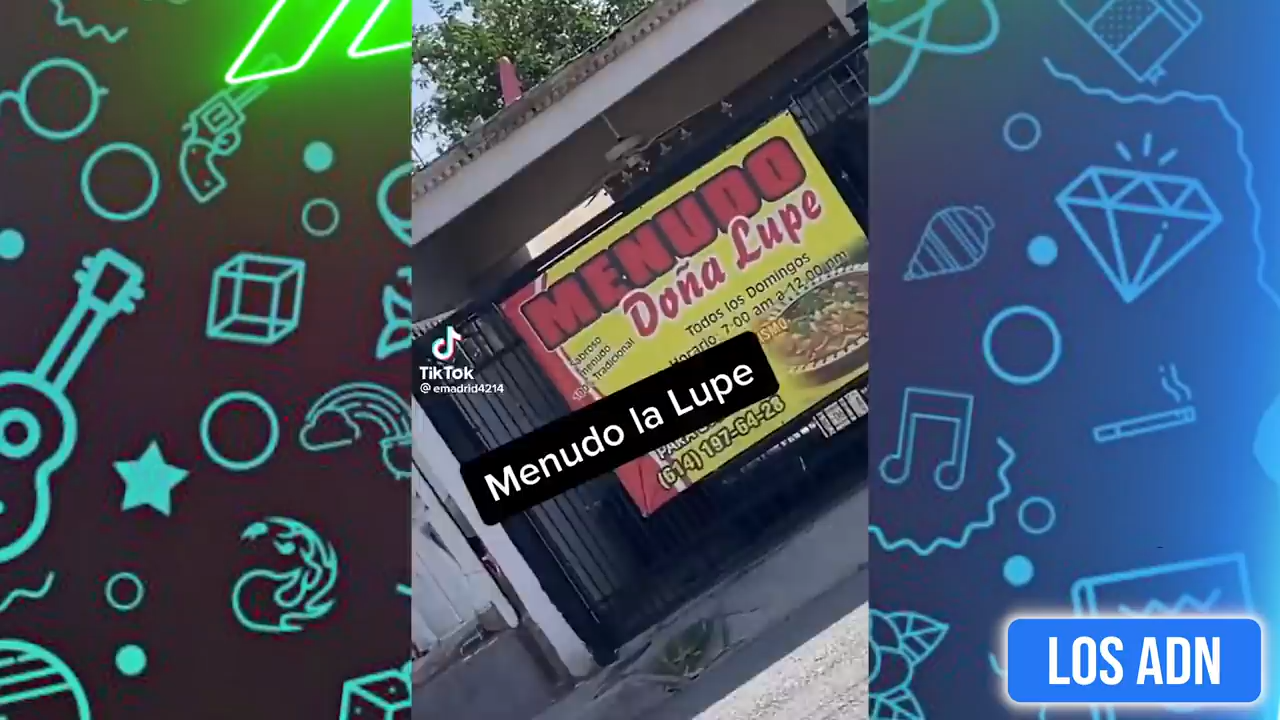 MENUDO
Doña Lupe
Todos los Domingos
Horario: 7:00 am a 12:00 pm
Sabroso
menudo
100% Tradicional
Menudo la Lupe
(614) 197-64-28
TikTok
@emadrid4214
LOS ADN